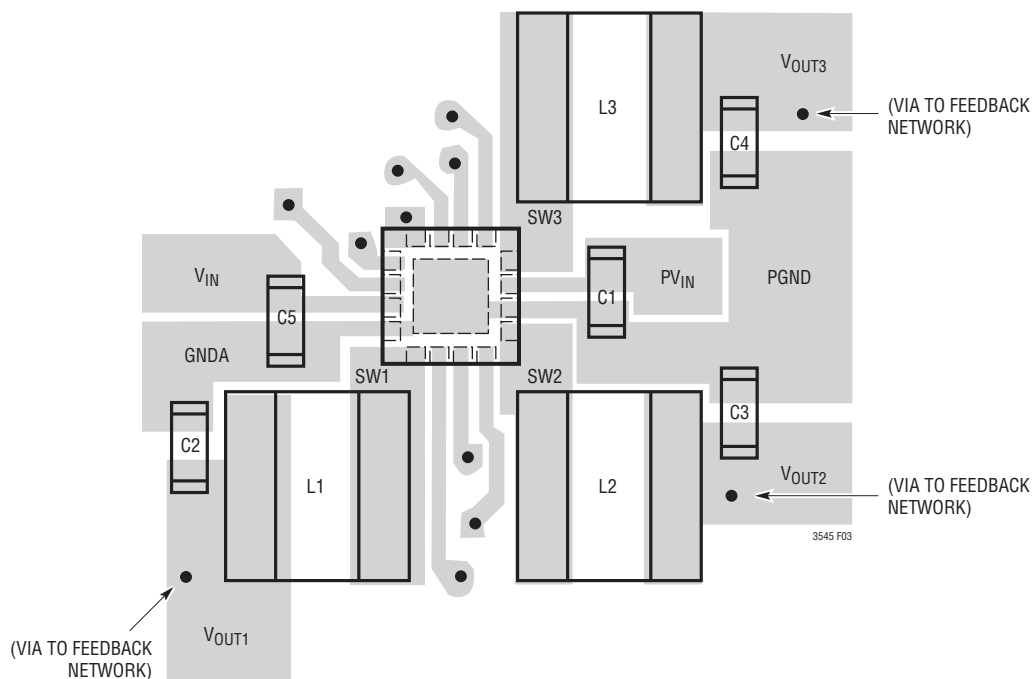 VOUT3
(VIA TO FEEDBACK
NETWORK)
L3
C4
SW3
VIN
C5
C1
PVIN
PGND
GNDA
SW1
SW2
C2
C3
L1
L2
VOUT2
(VIA TO FEEDBACK
NETWORK)
3545 F03
VOUT1
(VIA TO FEEDBACK
NETWORK)